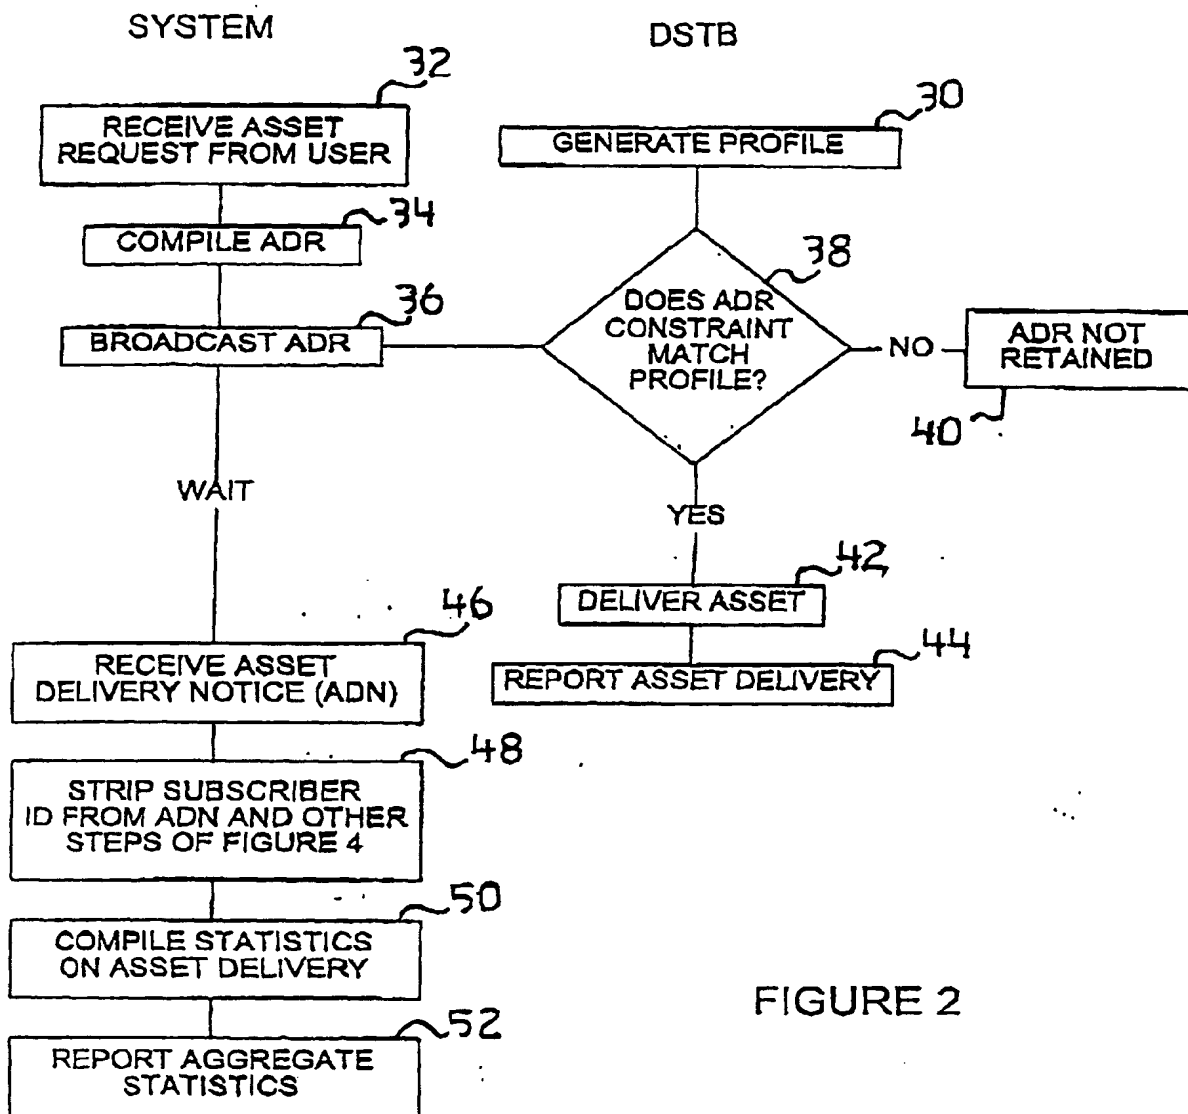 SYSTEM
DSTB
32
RECEIVE ASSET
REQUEST FROM USER
30
GENERATE PROFILE
34
COMPILE ADR
38
DOES ADR
CONSTRAINT
MATCH
PROFILE?
36
BROADCAST ADR
NO
ADR NOT
RETAINED
40
WAIT
YES
42
DELIVER ASSET
44
REPORT ASSET DELIVERY
46
RECEIVE ASSET
DELIVERY NOTICE (ADN)
48
STRIP SUBSCRIBER
ID FROM ADN AND OTHER
STEPS OF FIGURE 4
50
COMPILE STATISTICS
ON ASSET DELIVERY
52
REPORT AGGREGATE
STATISTICS
FIGURE 2